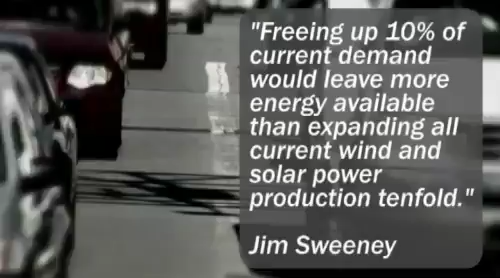 "Freeing up 10% of
current demand
would leave more
energy available
than expanding all
current wind and
solar power
production tenfold."
Jim Sweeney